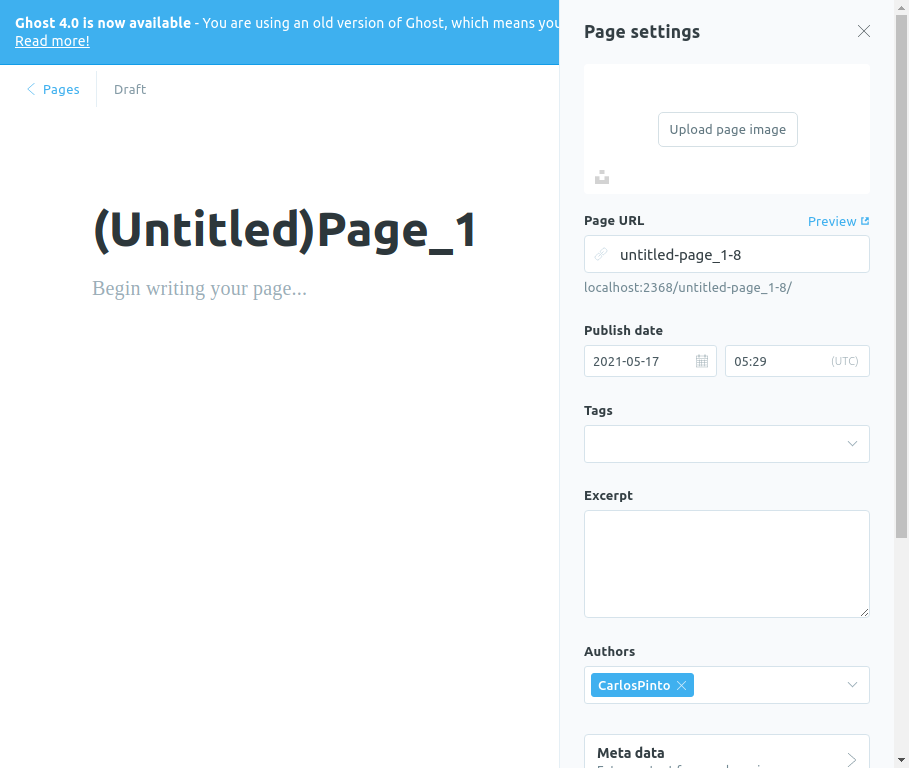 Ghost 4.0 is now available - You are using an old version of Ghost, which means you
Read more!
Pages
Draft
(Untitled)Page_1
Begin writing your page...
Page settings
Upload page image
Page URL
Preview
untitled-page_1-8
localhost:2368/untitled-page_1-8/
Publish date
2021-05-17
05:29
(UTC)
Tags
Excerpt
Authors
CarlosPinto
Meta data